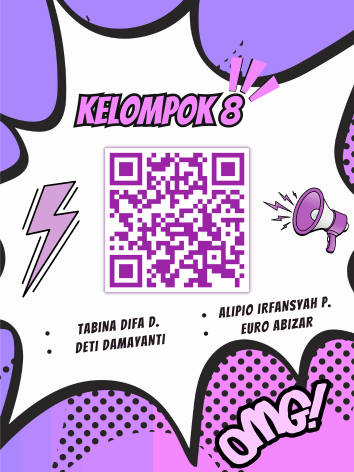 KELOMPOK 8
• TABINA DIFA D.
• DETI DAMAYANTI
• ALIPIO IRFANSYAH P.
• EURO ABIZAR
OMG!